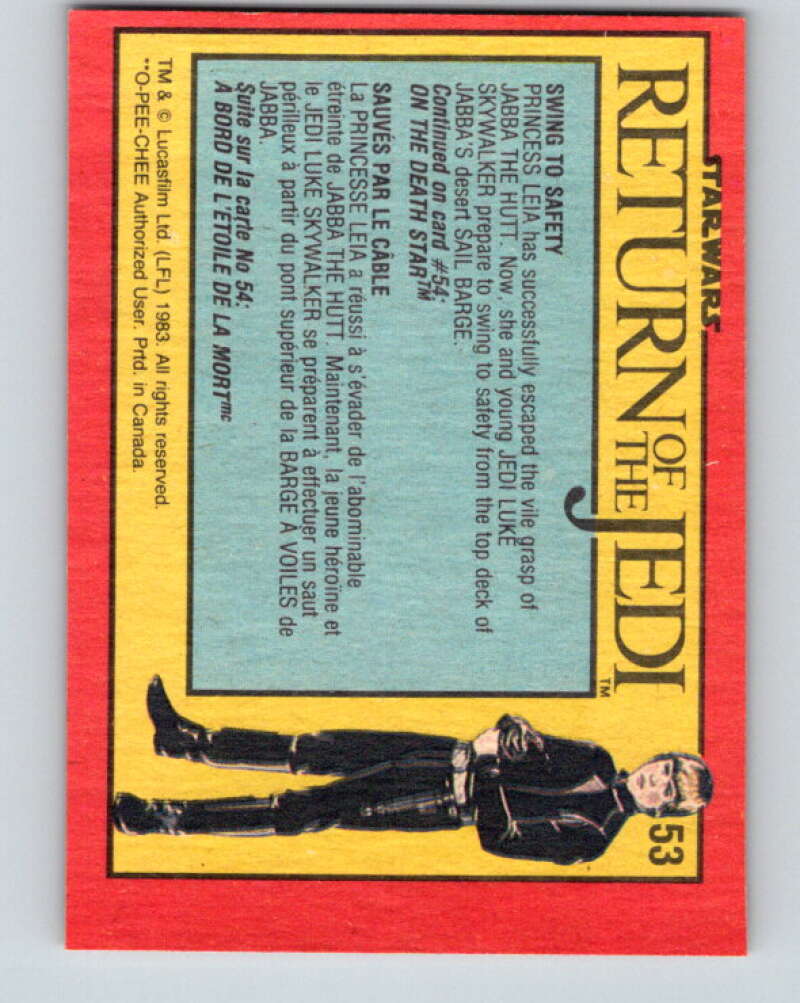 STAR WARS
RETURN OF THE JEDI™
53
SWING TO SAFETY
PRINCESS LEIA has successfully escaped the vile grasp of
JABBA THE HUTT. Now, she and young JEDI LUKE
SKYWALKER prepare to swing to safety from the top deck of
JABBA'S desert SAIL BARGE.
Continued on card #54:
ON THE DEATH STAR™
SAUVÉS PAR LE CÂBLE
La PRINCESSE LEIA a réussi à s'évader de l'abominable
étreinte de JABBA THE HUTT. Maintenant, la jeune héroïne et
le JEDI LUKE SKYWALKER se préparent à effectuer un saut
périlleux à partir du pont supérieur de la BARGE À VOILES de
JABBA.
Suite sur la carte No 54:
A BORD DE L'ÉTOILE DE LA MORTmc
TM & © Lucasfilm Ltd. (LFL) 1983. All rights reserved.
**O-PEE-CHEE Authorized User. Prtd. in Canada.